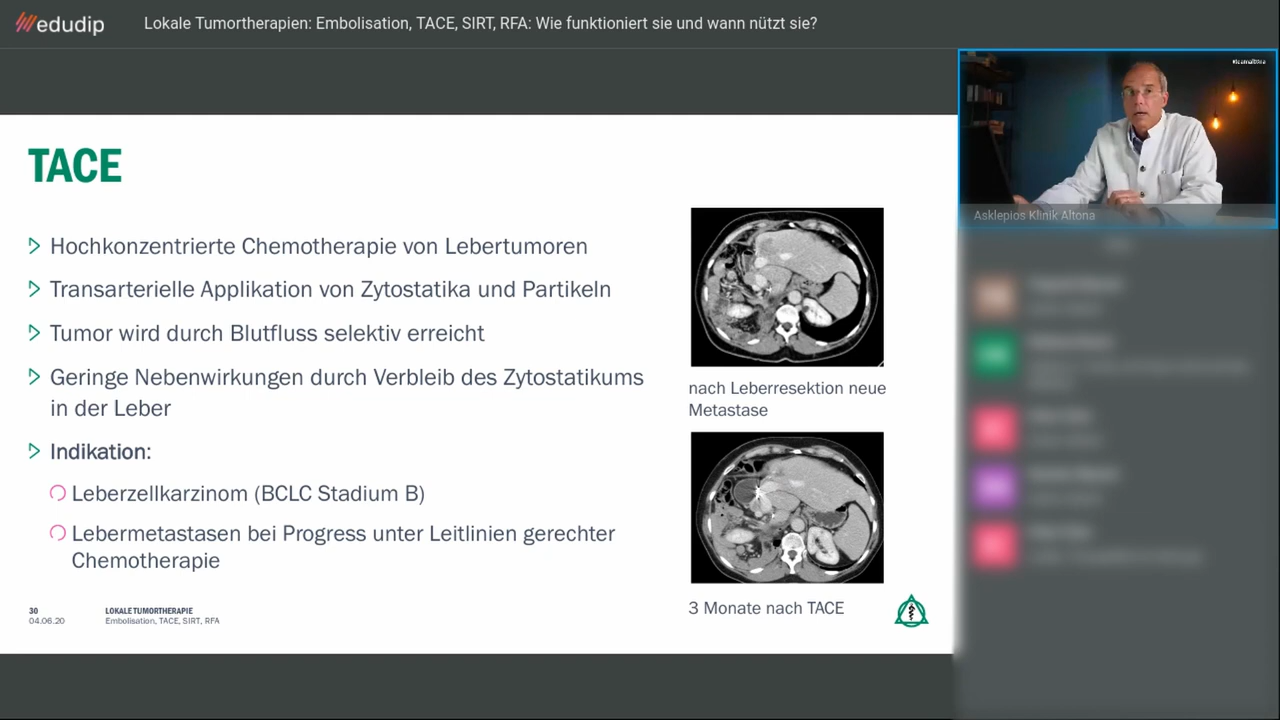 edudip
Lokale Tumortherapien: Embolisation, TACE, SIRT, RFA: Wie funktioniert sie und wann nützt sie?
TACE
Hochkonzentrierte Chemotherapie von Lebertumoren
Transarterielle Applikation von Zytostatika und Partikeln
Tumor wird durch Blutfluss selektiv erreicht
Geringe Nebenwirkungen durch Verbleib des Zytostatikums
in der Leber
Indikation:
Leberzellkarzinom (BCLC Stadium B)
Lebermetastasen bei Progress unter Leitlinien gerechter
Chemotherapie
nach Leberresektion neue
Metastase
3 Monate nach TACE
30
04.06.20
LOKALE TUMORTHERAPIE
Embolisation, TACE, SIRT, RFA
Asklepios Klinik Altona